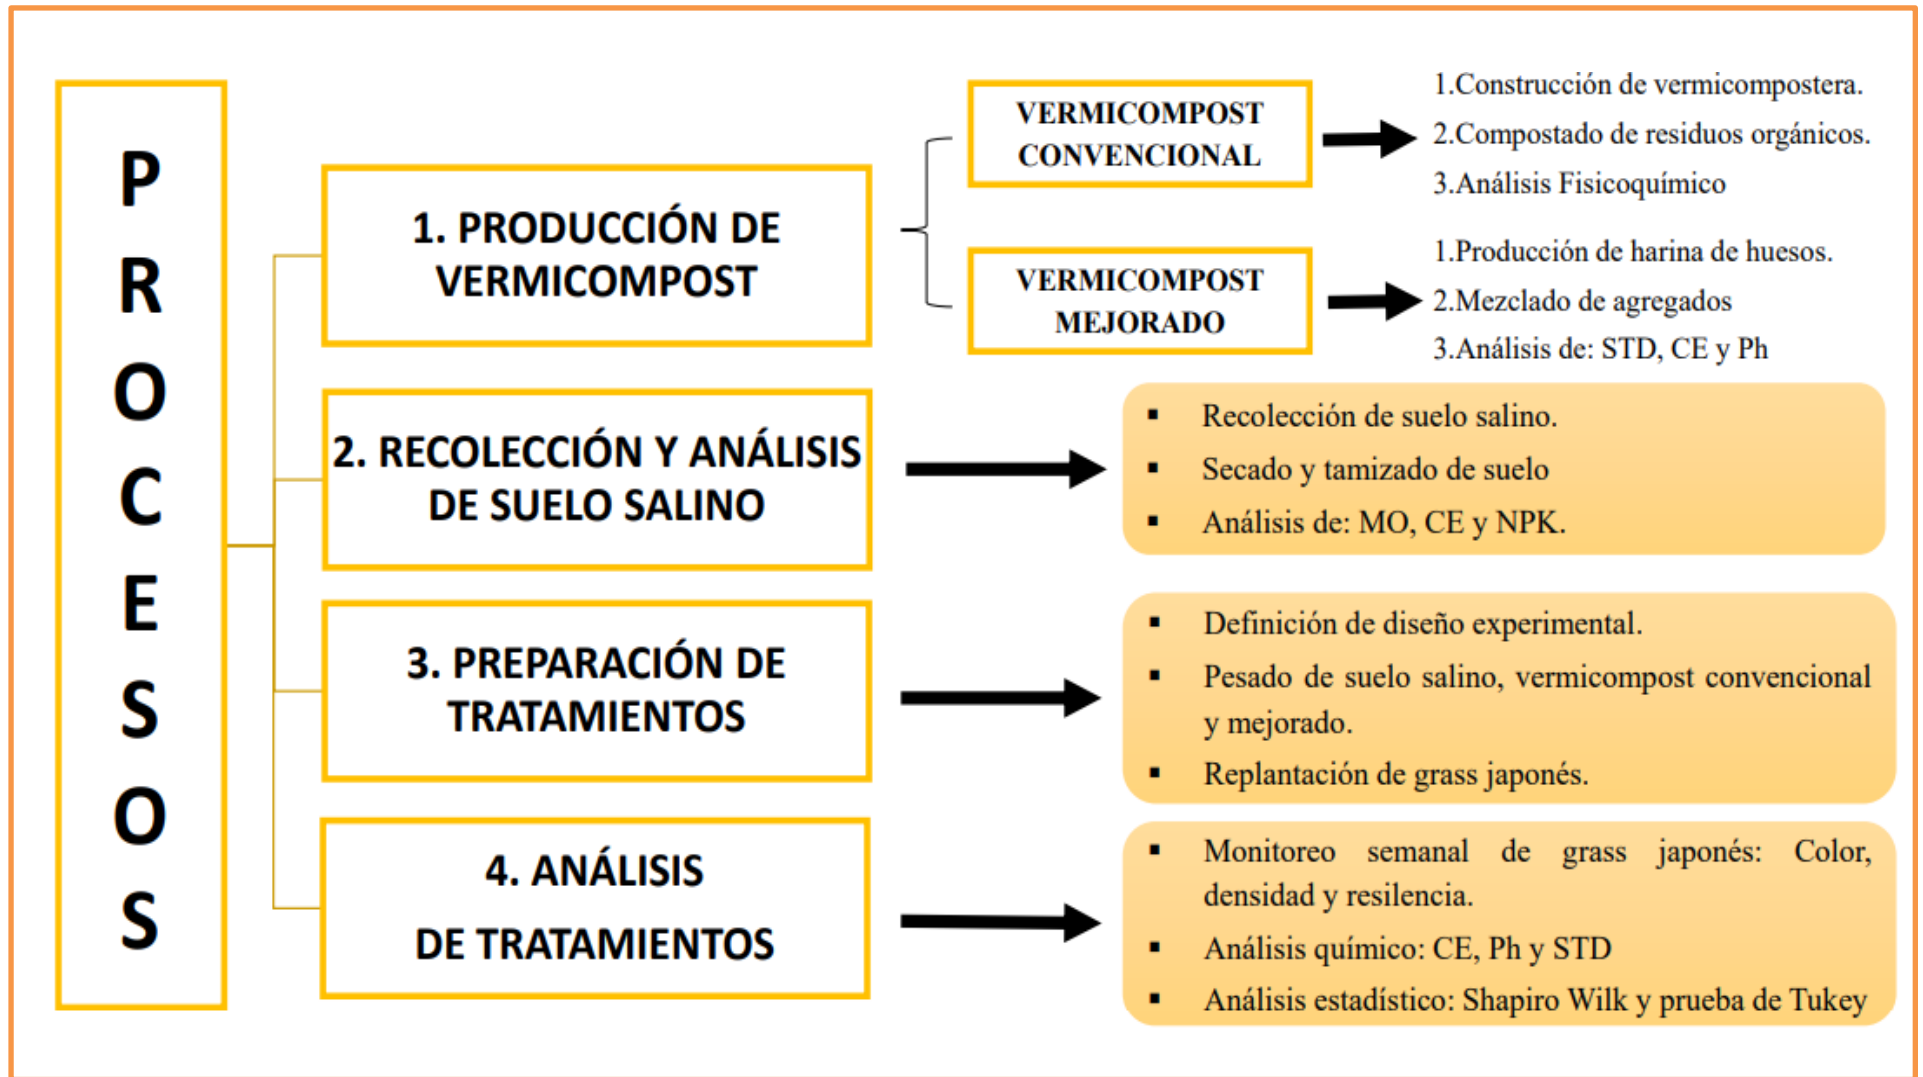 PROCESOS
1. PRODUCCIÓN DE
VERMICOMPOST
VERMICOMPOST
CONVENCIONAL
1.Construcción de vermicompostera.
2.Compostado de residuos orgánicos.
3.Análisis Fisicoquímico
VERMICOMPOST
MEJORADO
1.Producción de harina de huesos.
2.Mezclado de agregados
3.Análisis de: STD, CE y Ph
2. RECOLECCIÓN Y ANÁLISIS
DE SUELO SALINO
▪ Recolección de suelo salino.
▪ Secado y tamizado de suelo
▪ Análisis de: MO, CE y NPK.
3. PREPARACIÓN DE
TRATAMIENTOS
▪ Definición de diseño experimental.
▪ Pesado de suelo salino, vermicompost convencional
y mejorado.
▪ Replantación de grass japonés.
4. ANÁLISIS
DE TRATAMIENTOS
▪ Monitoreo semanal de grass japonés: Color,
densidad y resilencia.
▪ Análisis químico: CE, Ph y STD
▪ Análisis estadístico: Shapiro Wilk y prueba de Tukey